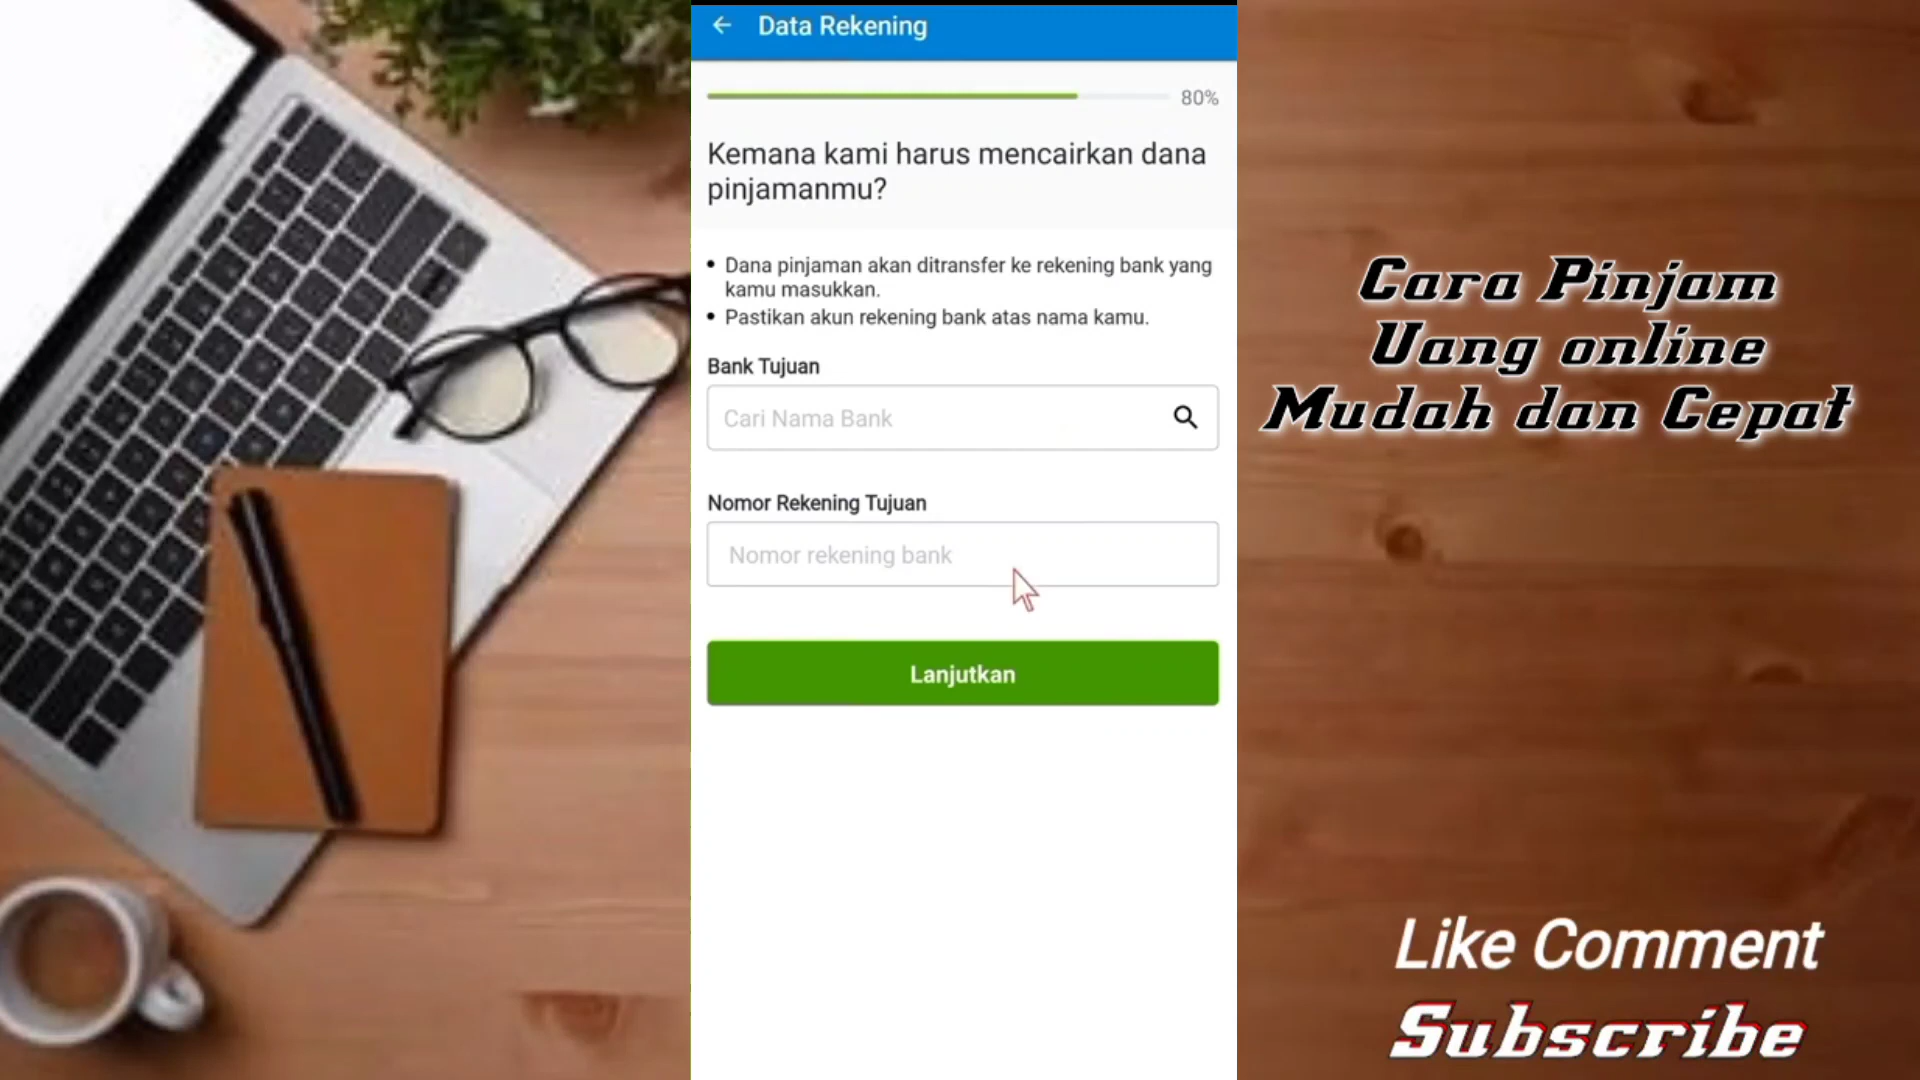 Data Rekening
80%
Kemana kami harus mencairkan dana
pinjamanmu?
• Dana pinjaman akan ditransfer ke rekening bank yang
kamu masukkan.
• Pastikan akun rekening bank atas nama kamu.
Bank Tujuan
Cari Nama Bank
Nomor Rekening Tujuan
Nomor rekening bank
Lanjutkan
Cara Pinjam
Uang online
Mudah dan Cepat
Like Comment
Subscribe